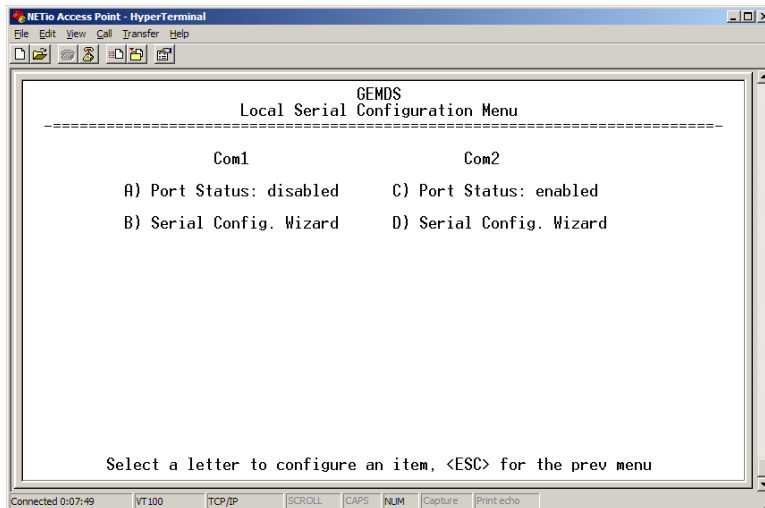 NETio Access Point - HyperTerminal
File Edit View Call Transfer Help
GEMDS
Local Serial Configuration Menu
-==========================================================================-
Com1 Com2
A) Port Status: disabled C) Port Status: enabled
B) Serial Config. Wizard D) Serial Config. Wizard
Select a letter to configure an item, <ESC> for the prev menu
Connected 0:07:49 VT100 TCP/IP SCROLL CAPS NUM Capture Print echo